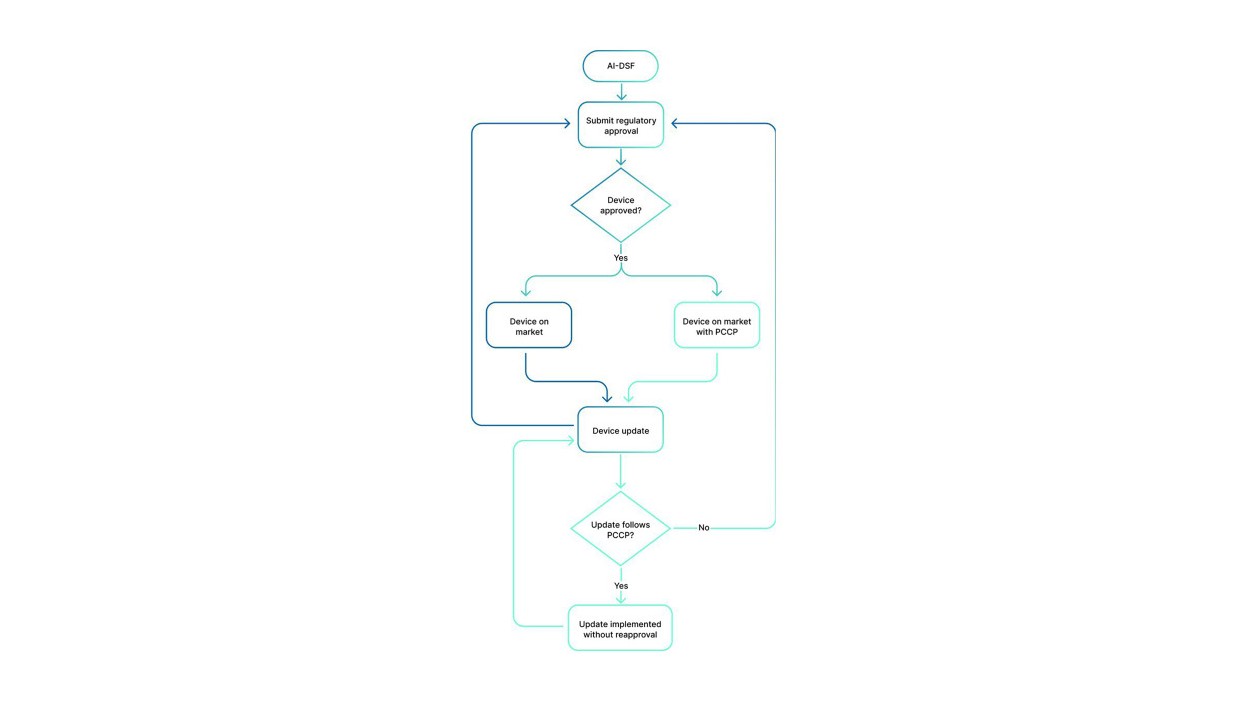 AI-DSF
Submit regulatory
approval
Device
approved?
Yes
Device on
market
Device on market
with PCCP
Device update
Update follows
PCCP?
No
Yes
Update implemented
without reapproval